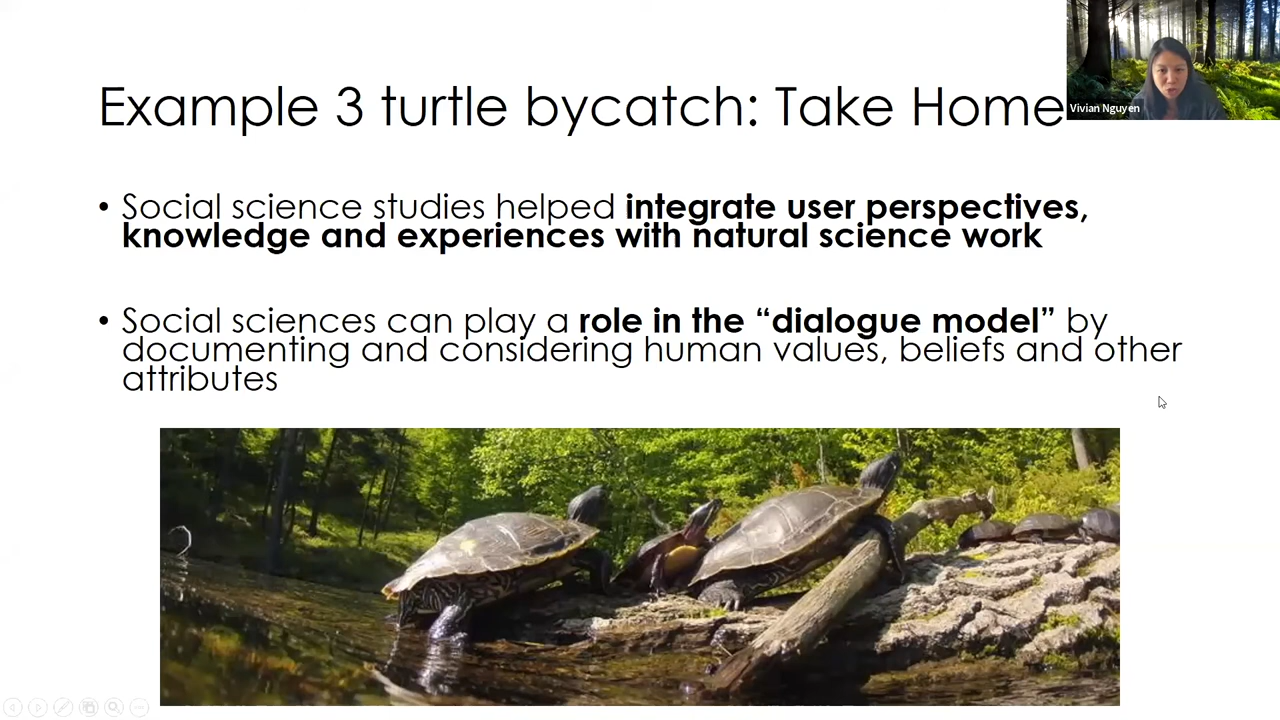 Example 3 turtle bycatch: Take Home
Vivian Nguyen
• Social science studies helped integrate user perspectives,
knowledge and experiences with natural science work
• Social sciences can play a role in the “dialogue model” by
documenting and considering human values, beliefs and other
attributes